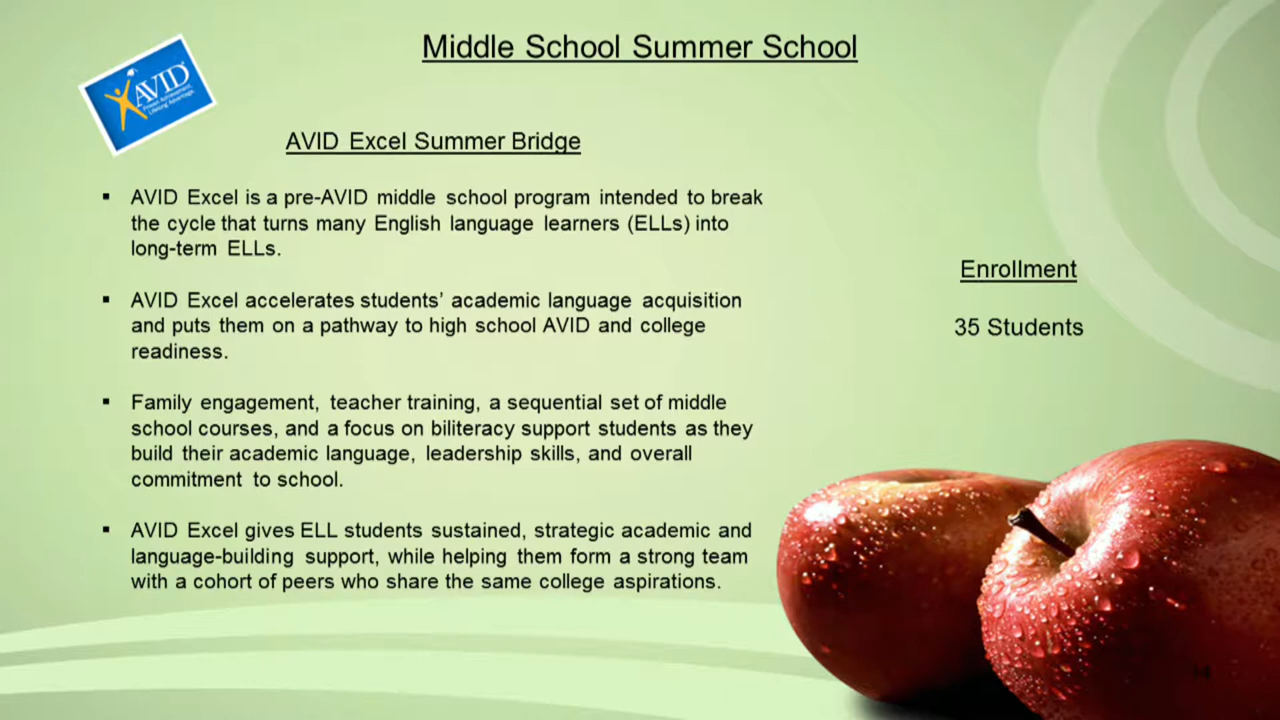 Middle School Summer School
AVID
Proven Achievement.
Lifelong Advantage.
AVID Excel Summer Bridge
▪ AVID Excel is a pre-AVID middle school program intended to break
the cycle that turns many English language learners (ELLs) into
long-term ELLs.
▪ AVID Excel accelerates students’ academic language acquisition
and puts them on a pathway to high school AVID and college
readiness.
▪ Family engagement, teacher training, a sequential set of middle
school courses, and a focus on biliteracy support students as they
build their academic language, leadership skills, and overall
commitment to school.
▪ AVID Excel gives ELL students sustained, strategic academic and
language-building support, while helping them form a strong team
with a cohort of peers who share the same college aspirations.
Enrollment
35 Students